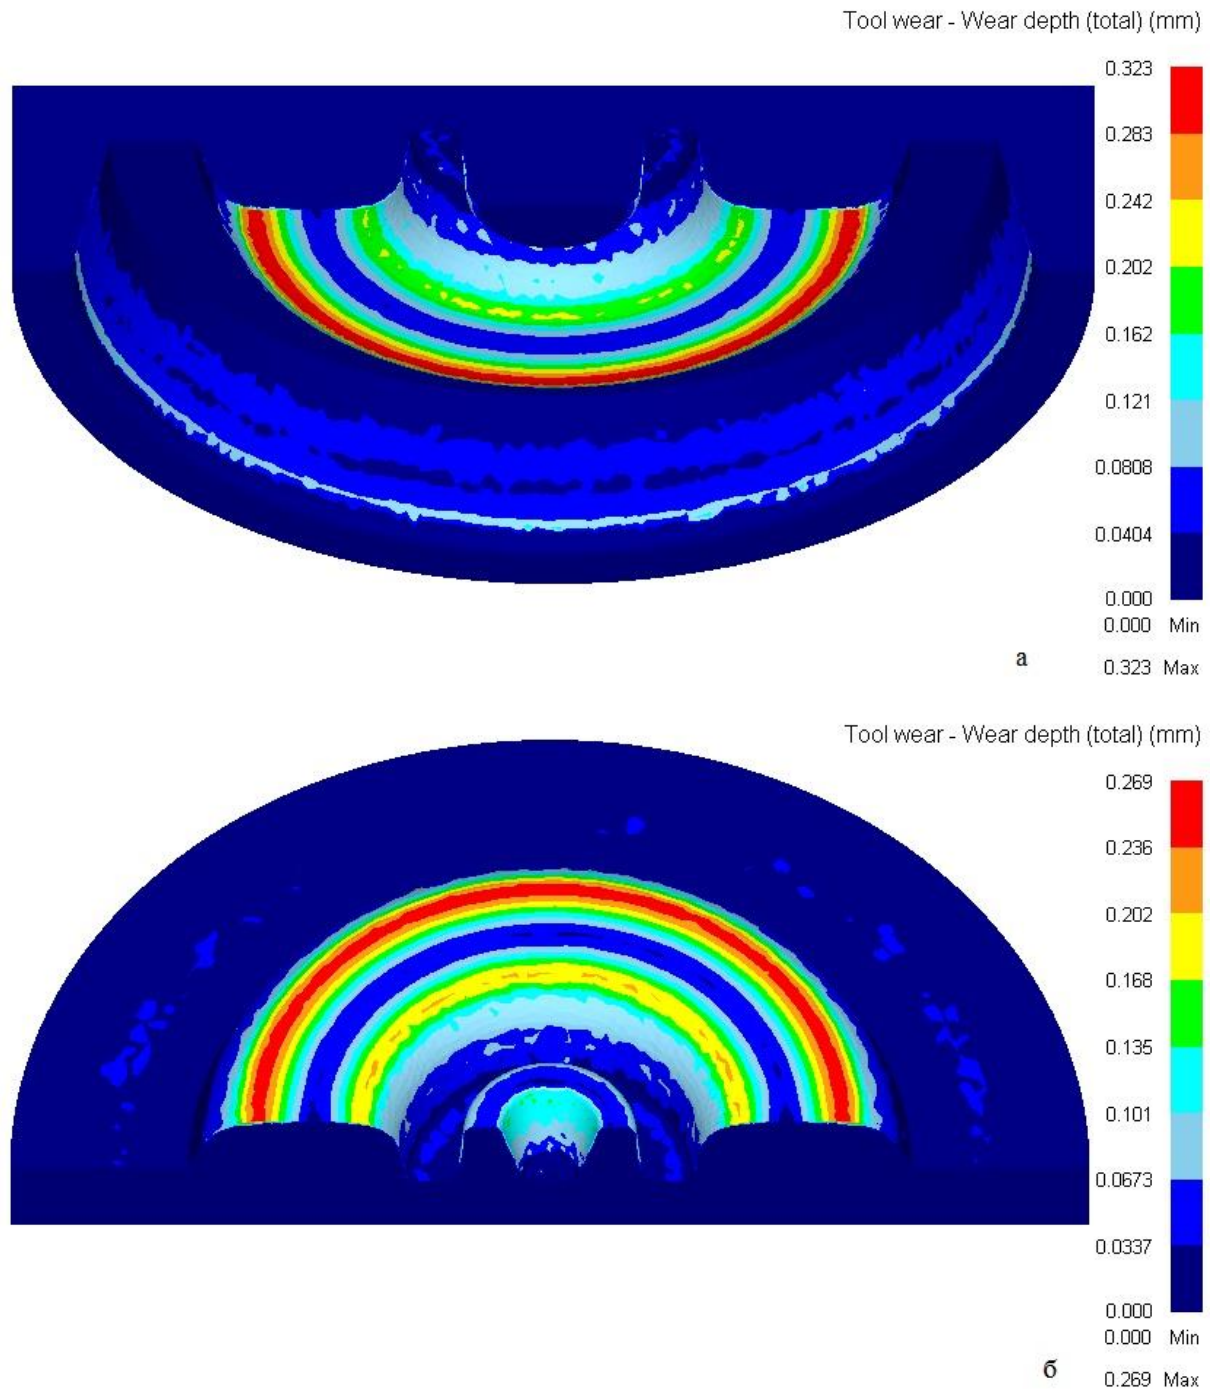 Tool wear - Wear depth (total) (mm)
0.323
0.283
0.242
0.202
0.162
0.121
0.0808
0.0404
0.000
0.000 Min
а
0.323 Max
Tool wear - Wear depth (total) (mm)
0.269
0.236
0.202
0.168
0.135
0.101
0.0673
0.0337
0.000
0.000 Min
б
0.269 Max